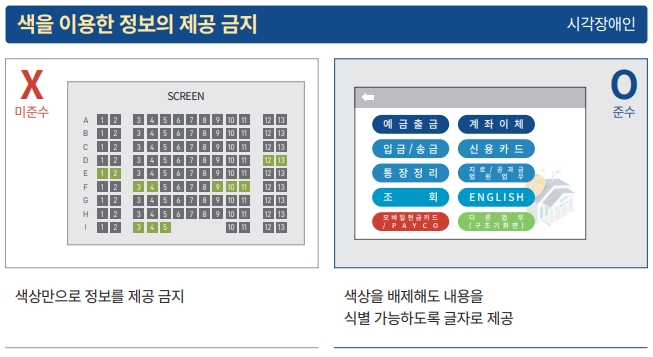 색을 이용한 정보의 제공 금지
시각장애인
X
미준수
SCREEN
A 1 2 3 4 5 6 7 8 9 10 11 12 13
B 1 2 3 4 5 6 7 8 9 10 11 12 13
C 1 2 3 4 5 6 7 8 9 10 11 12 13
D 1 2 3 4 5 6 7 8 9 10 11 12 13
E 1 2 3 4 5 6 7 8 9 10 11 12 13
F 1 2 3 4 5 6 7 8 9 10 11 12 13
G 1 2 3 4 5 6 7 8 9 10 11 12 13
H 1 2 3 4 5 6 7 8 9 10 11 12 13
I 1 2 3 4 5 10 11 12 13
색상만으로 정보를 제공 금지
O
준수
예금출금 계좌이체
입금/송금 신용카드
통장정리 지로/공과금
법원업무
조회 ENGLISH
모바일현금카드 다른업무
/PAYCO (구초기화면)
색상을 배제해도 내용을
식별 가능하도록 글자로 제공